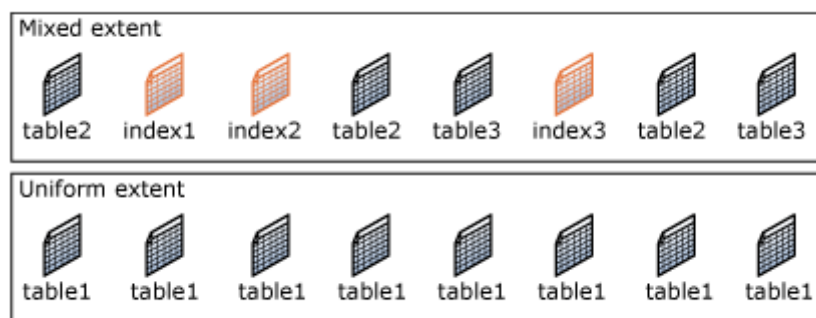 Mixed extent
table2 index1 index2 table2 table3 index3 table2 table3
Uniform extent
table1 table1 table1 table1 table1 table1 table1 table1